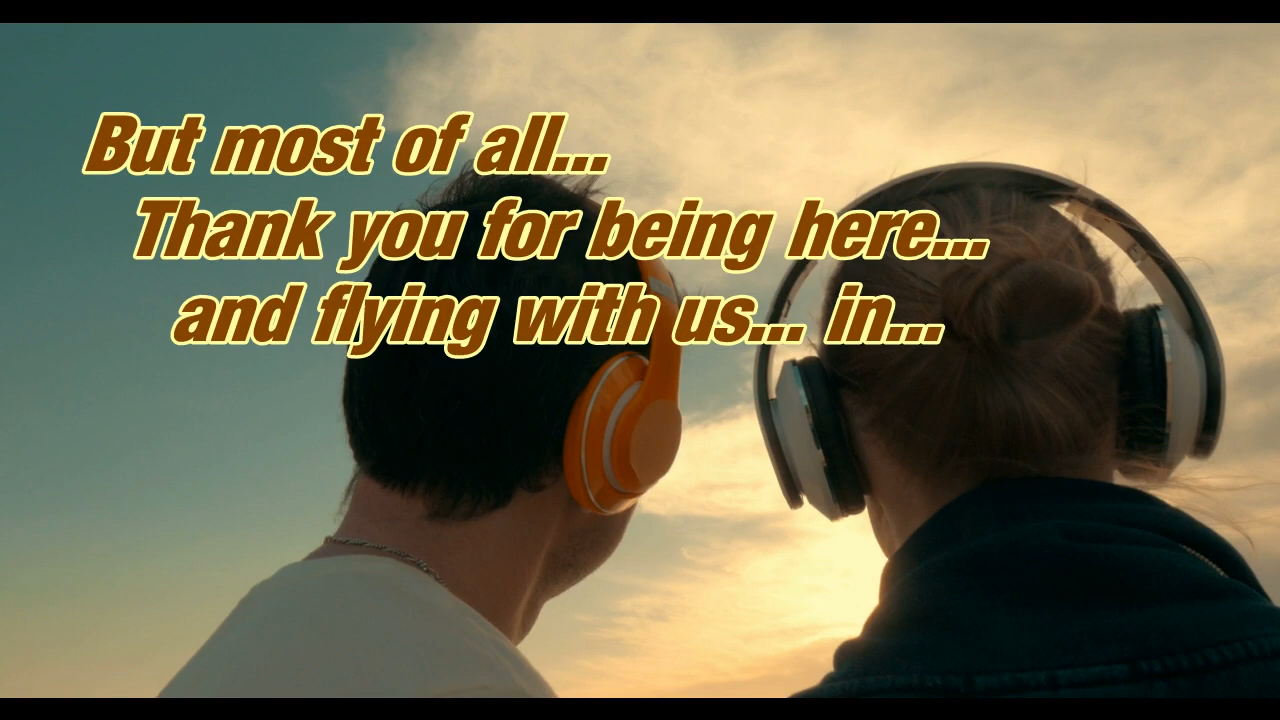 But most of all...
Thank you for being here...
and flying with us... in...